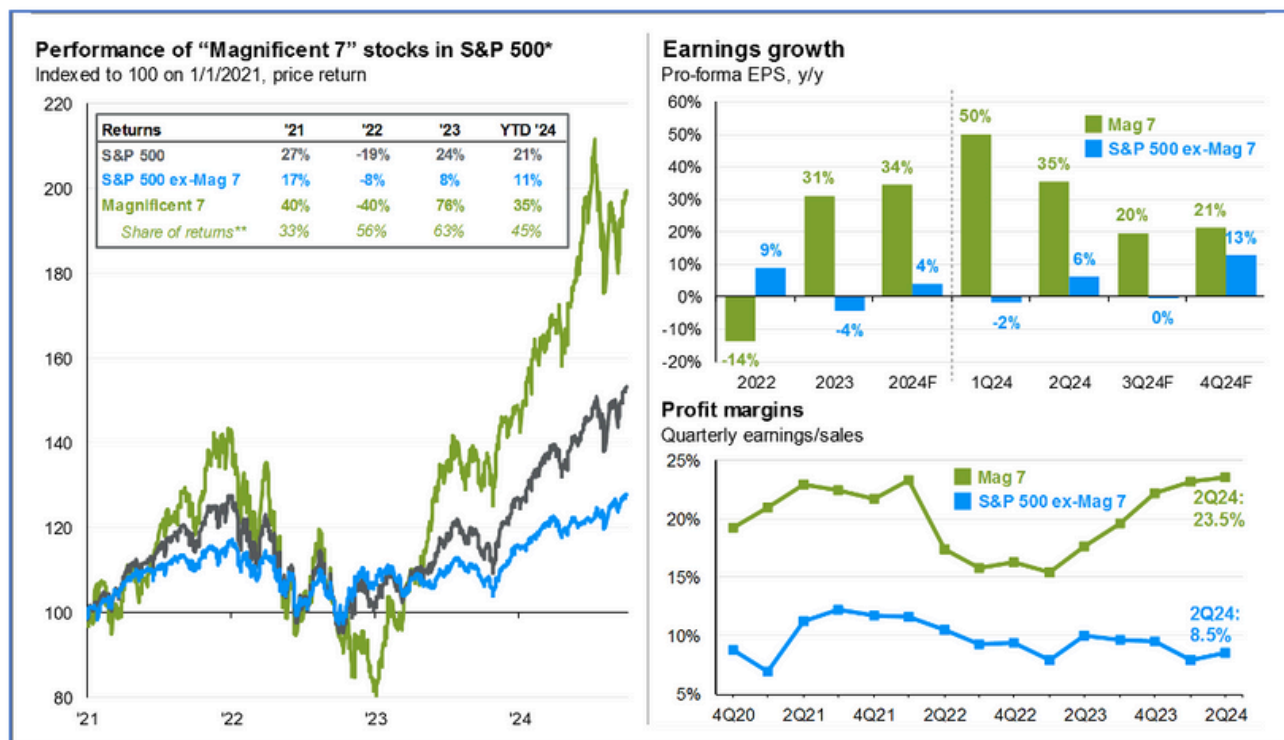 Performance of “Magnificent 7” stocks in S&P 500*
Indexed to 100 on 1/1/2021, price return
220
200
180
160
140
120
100
80
Returns '21 '22 '23 YTD '24
S&P 500 27% -19% 24% 21%
S&P 500 ex-Mag 7 17% -8% 8% 11%
Magnificent 7 40% -40% 76% 35%
Share of returns** 33% 56% 63% 45%
'21 '22 '23 '24
Earnings growth
Pro-forma EPS, y/y
60%
50%
40%
30%
20%
10%
0%
-10%
-20%
Mag 7
S&P 500 ex-Mag 7
-14% 9% 31% -4% 34% 4% 50% -2% 35% 6% 20% 0% 21% 13%
2022 2023 2024F 1Q24 2Q24 3Q24F 4Q24F
Profit margins
Quarterly earnings/sales
25%
20%
15%
10%
5%
Mag 7
S&P 500 ex-Mag 7
2Q24:
23.5%
2Q24:
8.5%
4Q20 2Q21 4Q21 2Q22 4Q22 2Q23 4Q23 2Q24